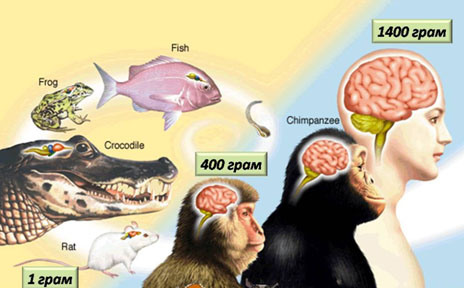 1400 грам
Fish
Frog
Chimpanzee
Crocodile
400 грам
Rat
1 грам